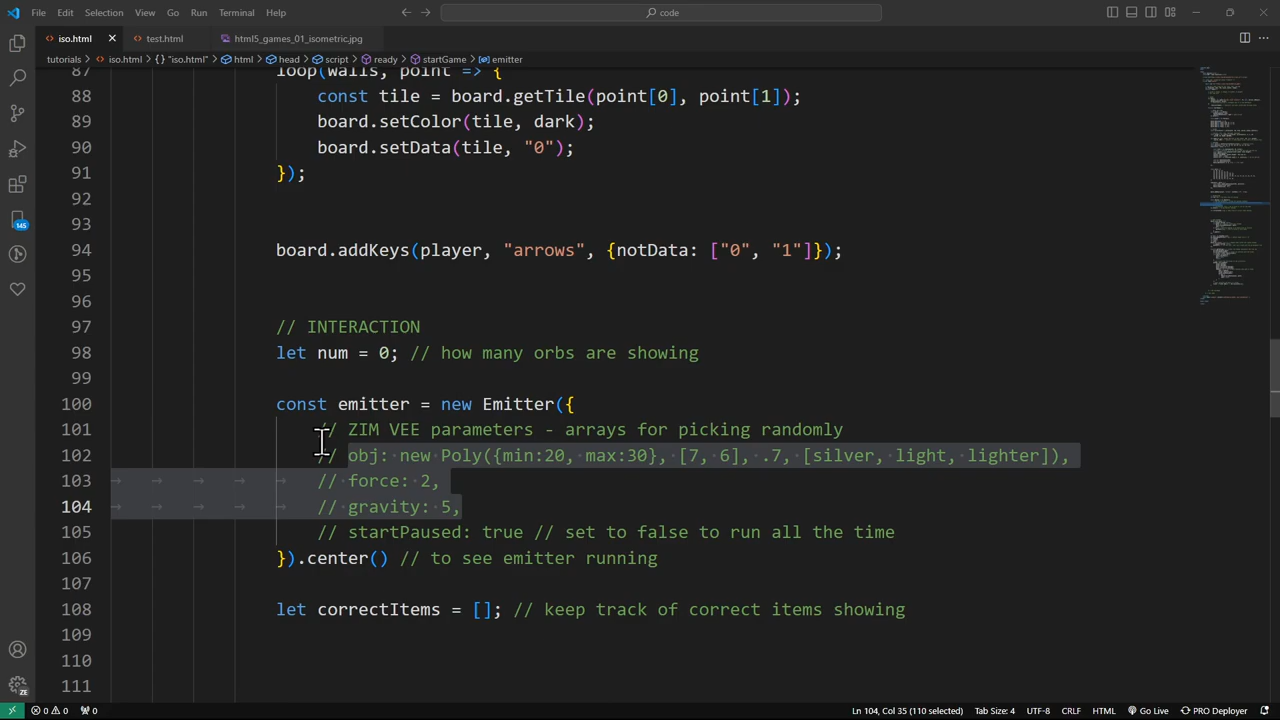 File Edit Selection View Go Run Terminal Help
code
iso.html
test.html
html5_games_01_isometric.jpg
tutorials > iso.html > {} "iso.html" > html > head > script > ready > startGame > emitter
87 loop(walls, point => {
88 const tile = board.getTile(point[0], point[1]);
89 board.setColor(tile, dark);
90 board.setData(tile, "0");
91 });
92
93
94 board.addKeys(player, "arrows", {notData: ["0", "1"]});
95
96
97 // INTERACTION
98 let num = 0; // how many orbs are showing
99
100 const emitter = new Emitter({
101 // ZIM VEE parameters - arrays for picking randomly
102 // obj: new Poly({min:20, max:30}, [7, 6], .7, [silver, light, lighter]),
103 // force: 2,
104 // gravity: 5,
105 // startPaused: true // set to false to run all the time
106 }).center() // to see emitter running
107
108 let correctItems = []; // keep track of correct items showing
109
110
111
145
ZE
0 0 0 Ln 104, Col 35 (110 selected) Tab Size: 4 UTF-8 CRLF HTML Go Live PRO Deployer